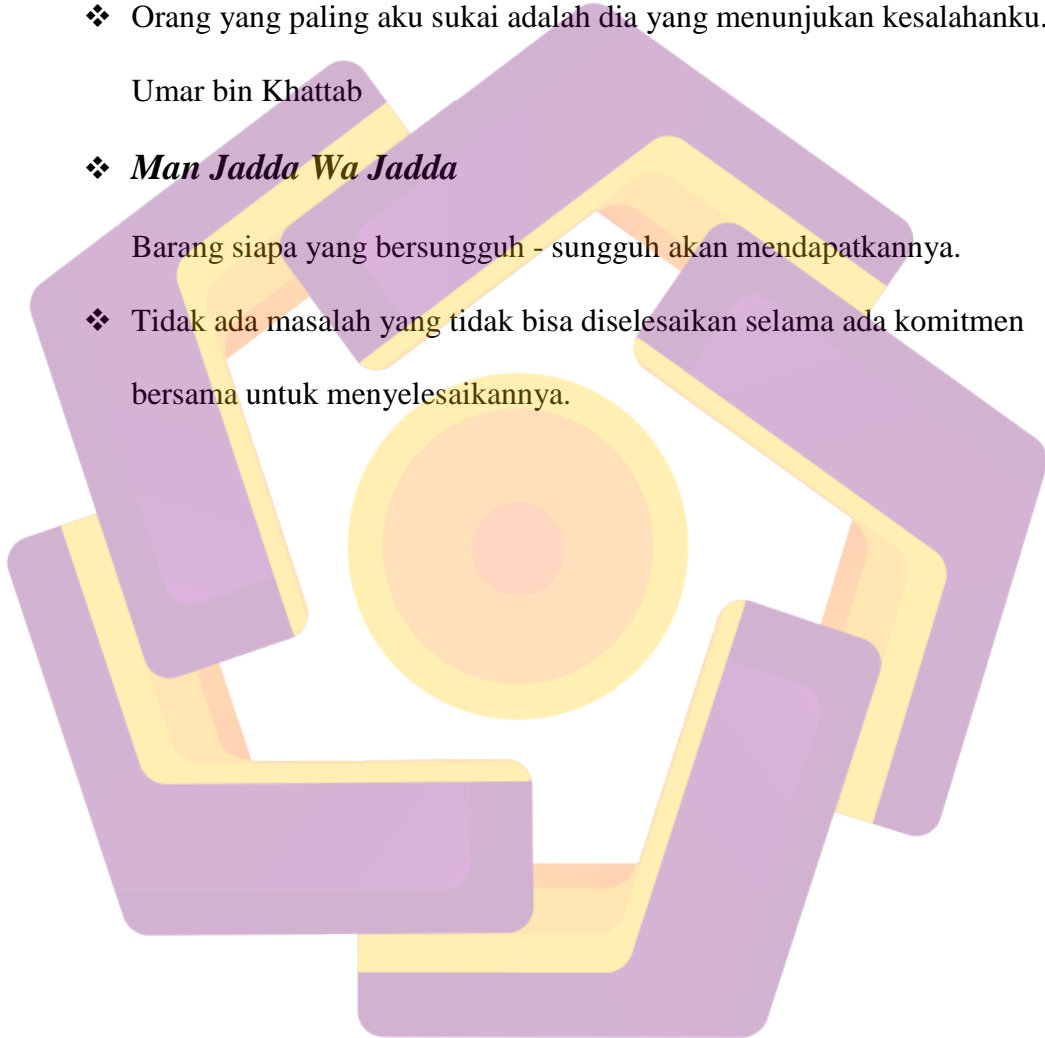 ❖ Orang yang paling aku sukai adalah dia yang menunjukan kesalahanku.
Umar bin Khattab
❖ Man Jadda Wa Jadda
Barang siapa yang bersungguh - sungguh akan mendapatkannya.
❖ Tidak ada masalah yang tidak bisa diselesaikan selama ada komitmen
bersama untuk menyelesaikannya.